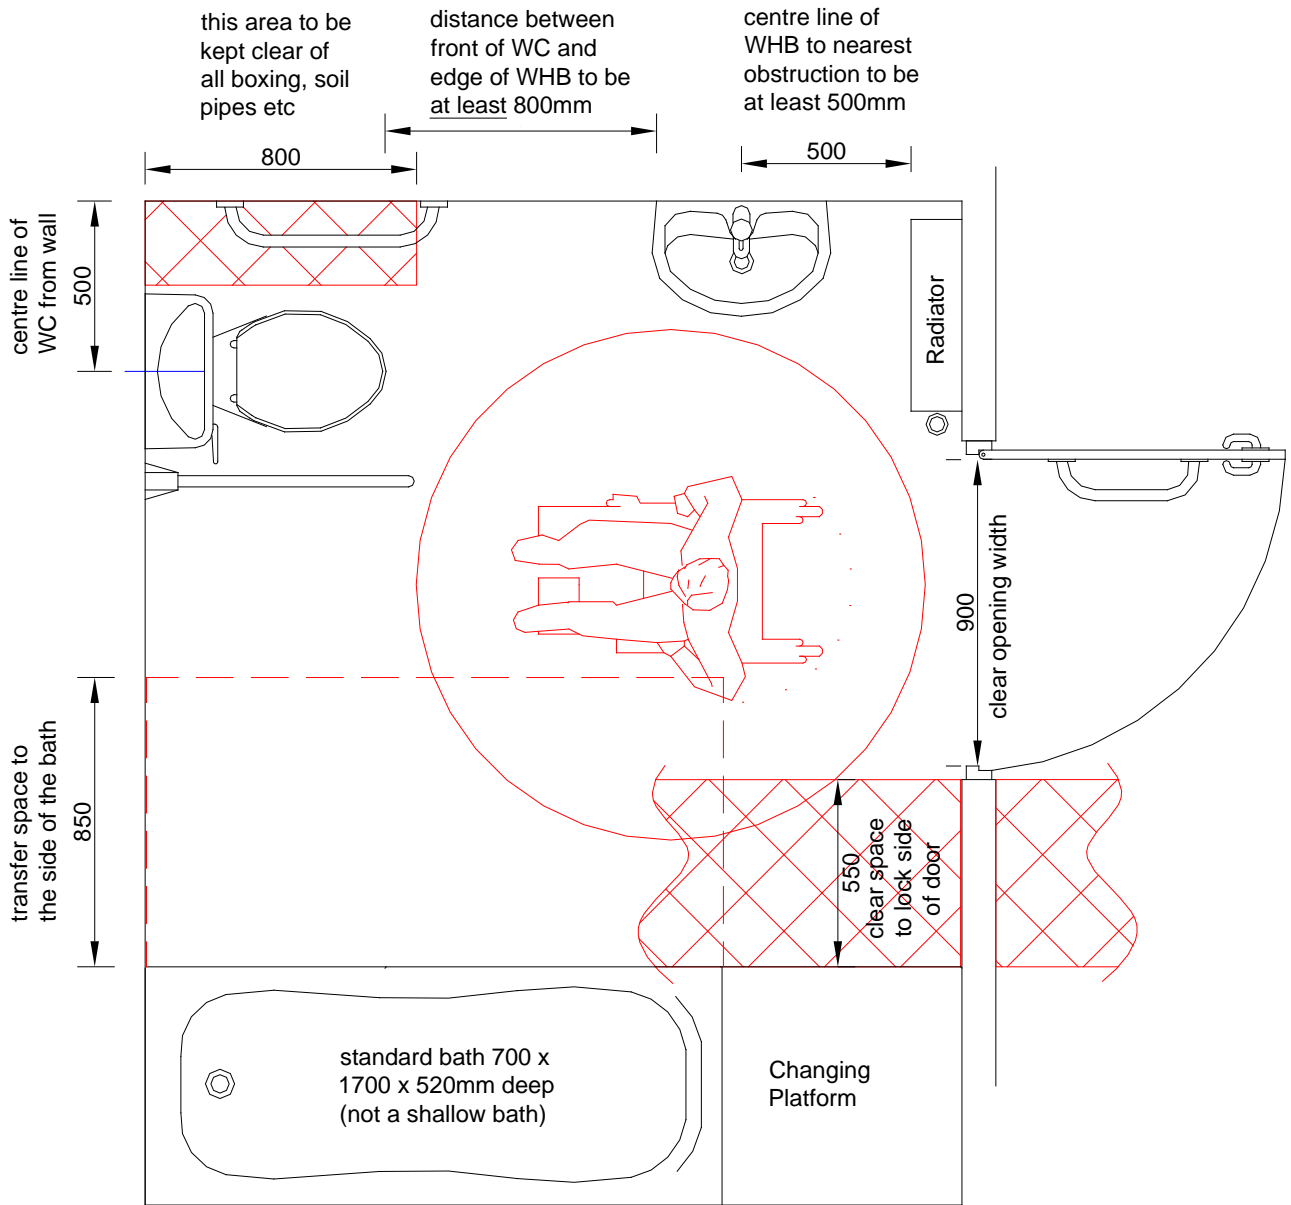 this area to be
kept clear of
all boxing, soil
pipes etc
distance between
front of WC and
edge of WHB to be
at least 800mm
centre line of
WHB to nearest
obstruction to be
at least 500mm
800
500
centre line of
WC from wall
500
Radiator
900
clear opening width
transfer space to
the side of the bath
850
550
clear space
to lock side
of door
standard bath 700 x
1700 x 520mm deep
(not a shallow bath)
Changing
Platform